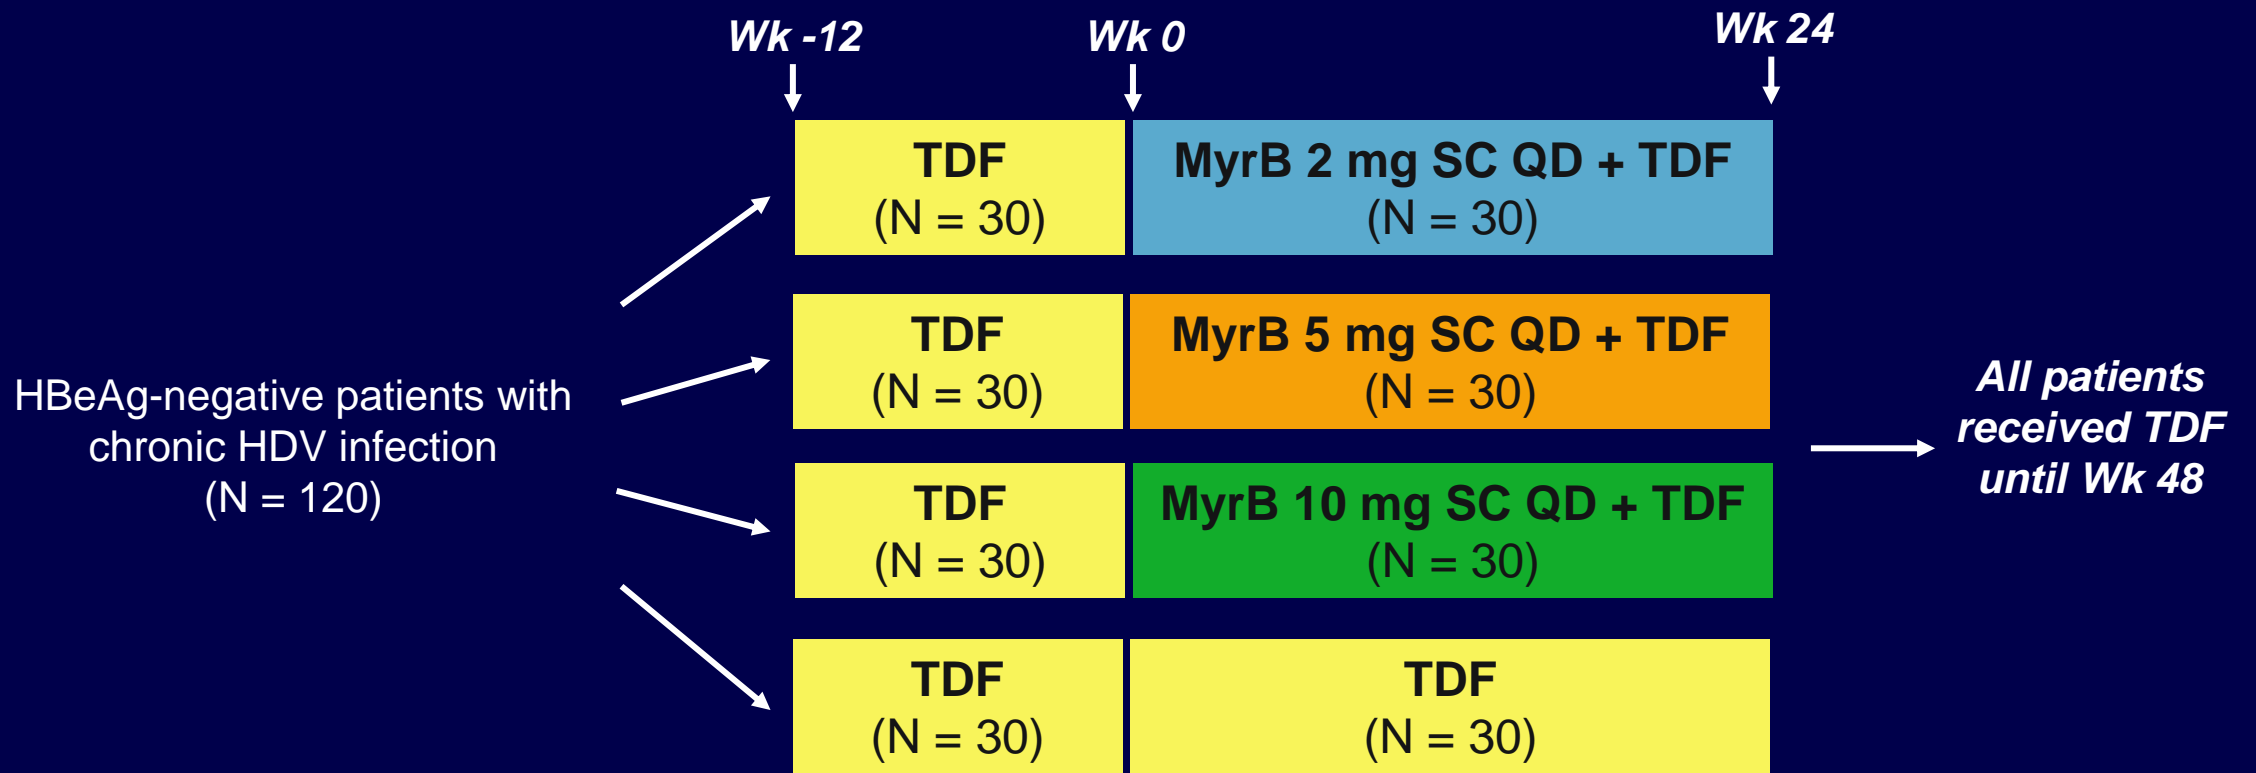 Wk -12
Wk 0
Wk 24
HBeAg-negative patients with
chronic HDV infection
(N = 120)
TDF
(N = 30)
MyrB 2 mg SC QD + TDF
(N = 30)
TDF
(N = 30)
MyrB 5 mg SC QD + TDF
(N = 30)
TDF
(N = 30)
MyrB 10 mg SC QD + TDF
(N = 30)
TDF
(N = 30)
TDF
(N = 30)
All patients
received TDF
until Wk 48